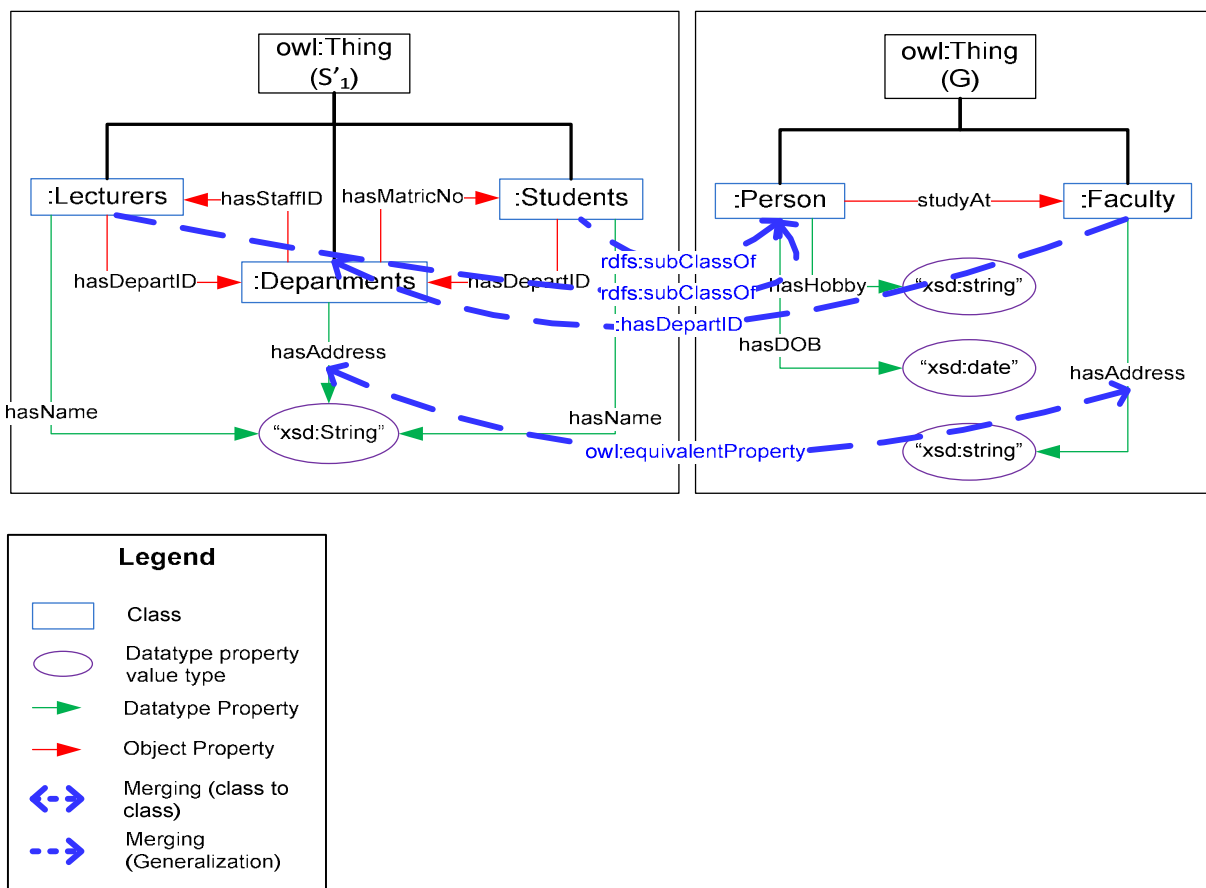 owl:Thing
(S’₁)
owl:Thing
(G)
:Lecturers
hasStaffID
hasMatricNo
:Students
:Person
studyAt
:Faculty
hasDepartID
:Departments
hasDepartID
rdfs:subClassOf
rdfs:subClassOf
:hasDepartID
hasHobby
“xsd:string”
hasAddress
hasDOB
“xsd:date”
hasAddress
hasName
“xsd:String”
hasName
owl:equivalentProperty
“xsd:string”
Legend
Class
Datatype property
value type
Datatype Property
Object Property
Merging (class to
class)
Merging
(Generalization)